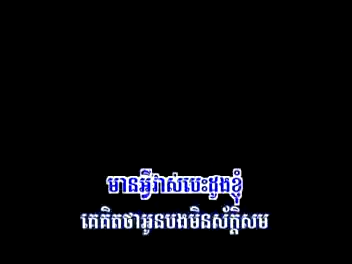 មានអ្វីវាស់បេះដូងខ្ញុំ
គេគិតថាអូនបងមិនស័ក្តិសម